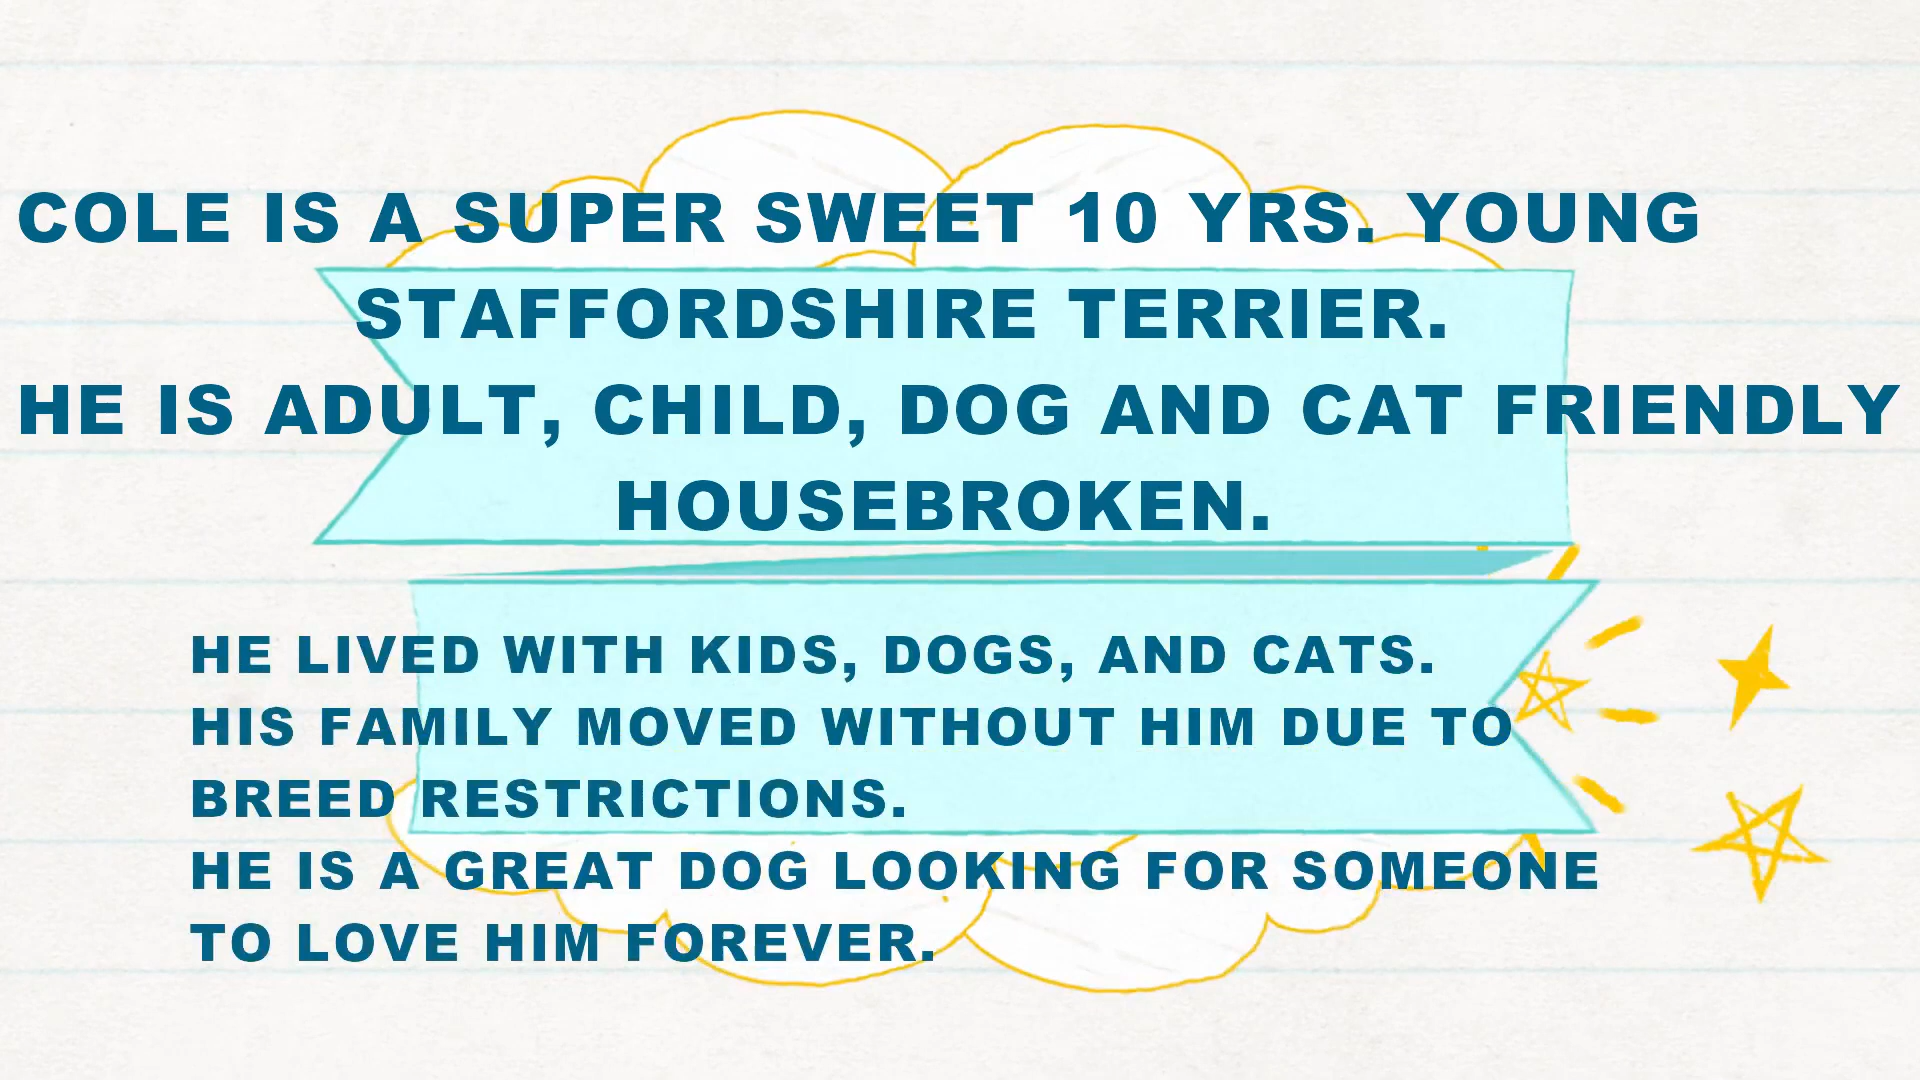 COLE IS A SUPER SWEET 10 YRS. YOUNG
STAFFORDSHIRE TERRIER.
HE IS ADULT, CHILD, DOG AND CAT FRIENDLY
HOUSEBROKEN.
HE LIVED WITH KIDS, DOGS, AND CATS.
HIS FAMILY MOVED WITHOUT HIM DUE TO
BREED RESTRICTIONS.
HE IS A GREAT DOG LOOKING FOR SOMEONE
TO LOVE HIM FOREVER.